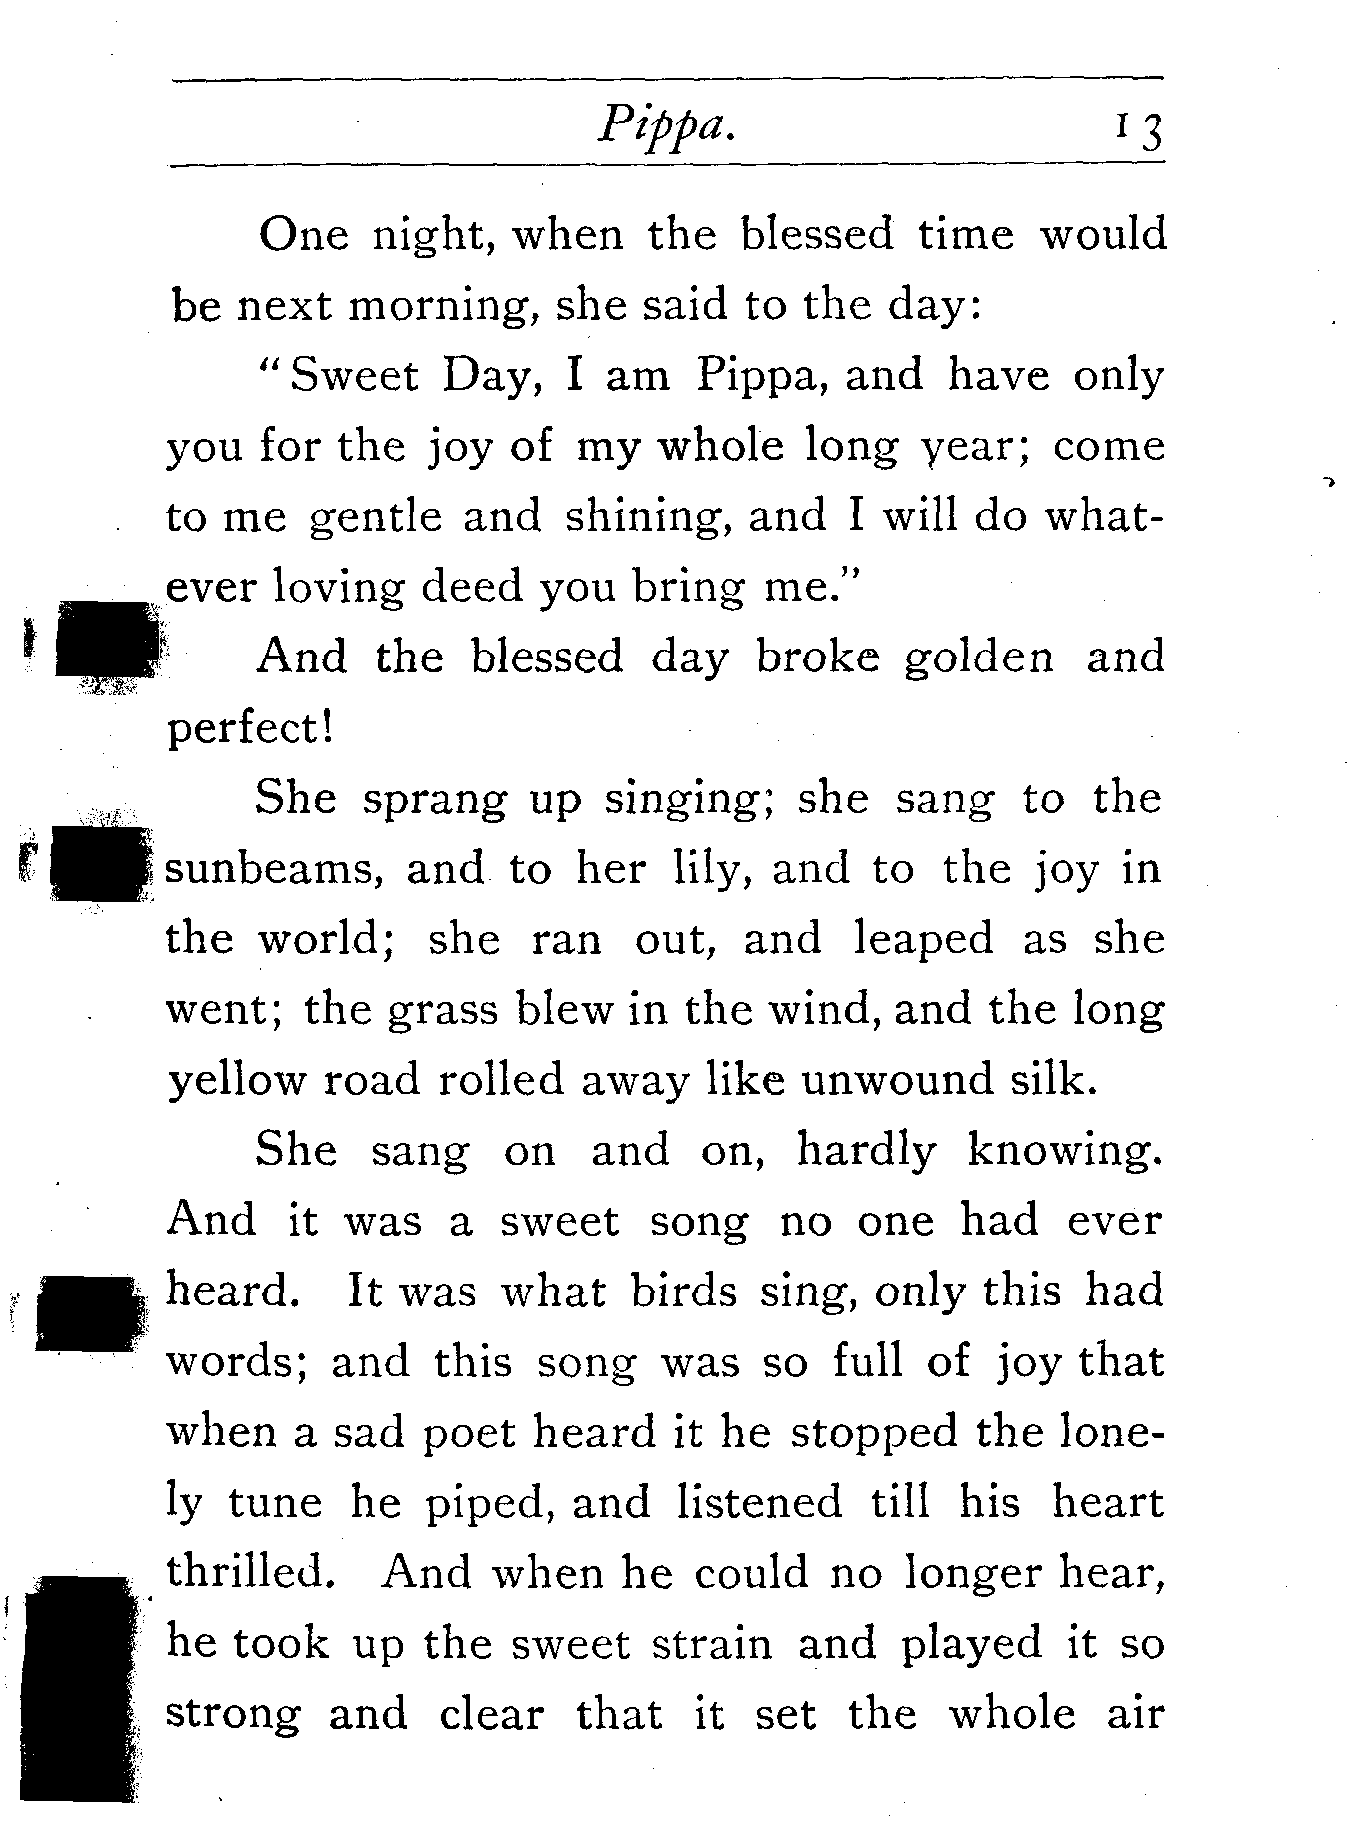 Pippa. 13
One night, when the blessed time would
be next morning, she said to the day:
"Sweet Day, I am Pippa, and have only
you for the joy of my whole long year; come
to me gentle and shining, and I will do what-
ever loving deed you bring me."
And the blessed day broke golden and
perfect!
She sprang up singing; she sang to the
sunbeams, and to her lily, and to the joy in
the world; she ran out, and leaped as she
went; the grass blew in the wind, and the long
yellow road rolled away like unwound silk.
She sang on and on, hardly knowing.
And it was a sweet song no one had ever
heard. It was what birds sing, only this had
words; and this song was so full of joy that
when a sad poet heard it he stopped the lone-
ly tune he piped, and listened till his heart
thrilled. And when he could no longer hear,
he took up the sweet strain and played it so
strong and clear that it set the whole air